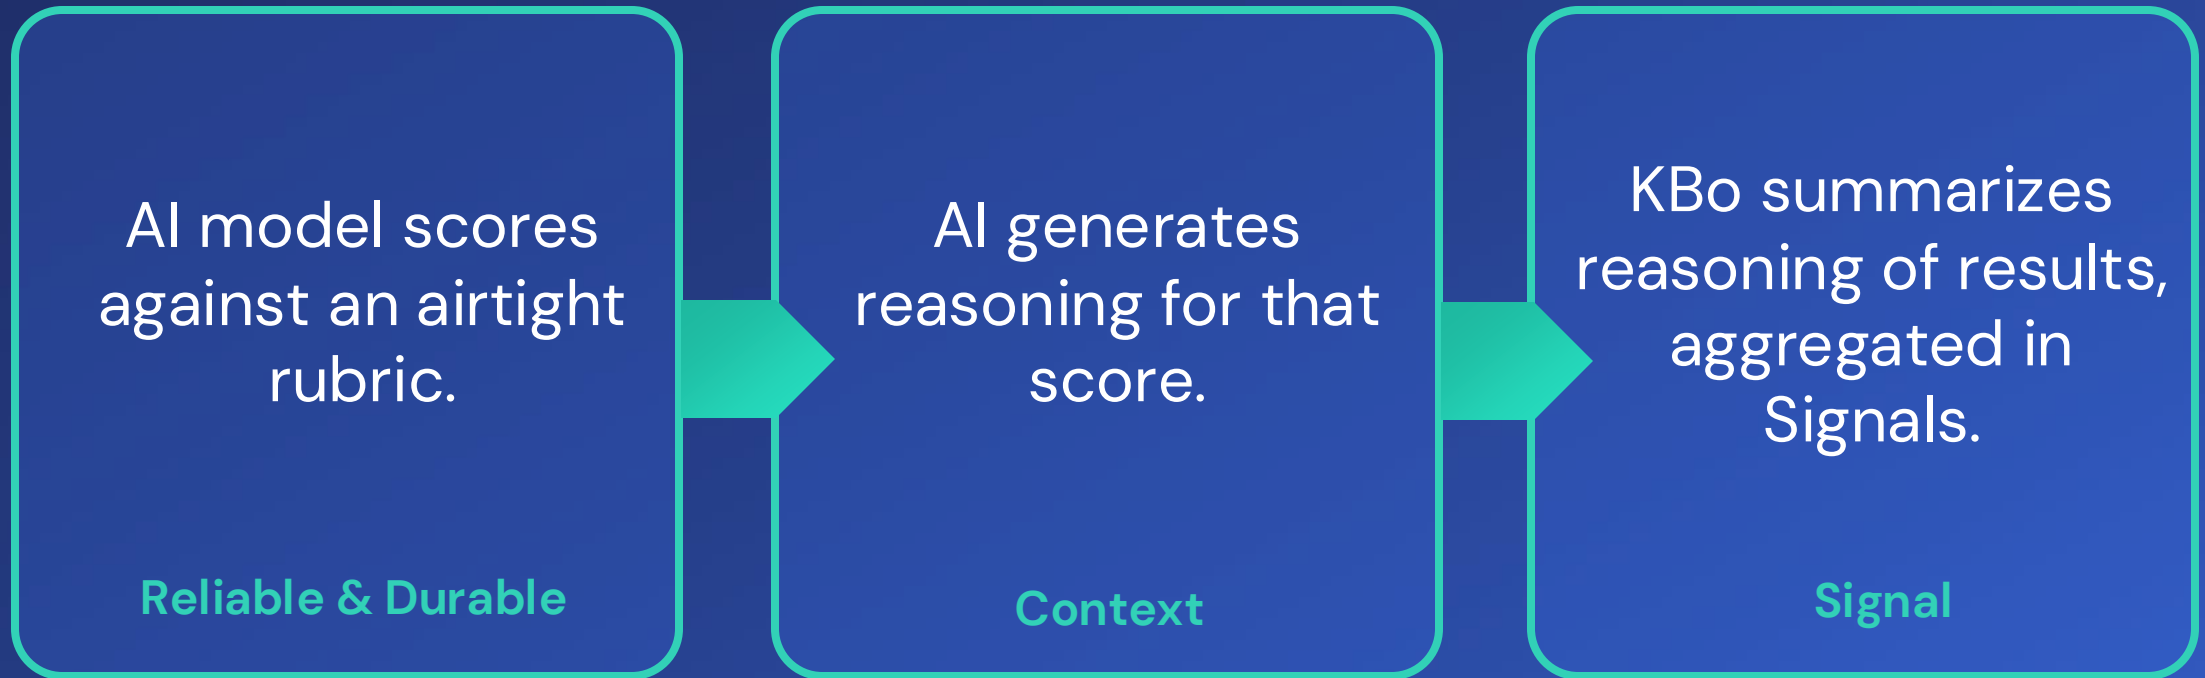 AI model scores
against an airtight
rubric.
Reliable & Durable
AI generates
reasoning for that
score.
Context
KBo summarizes
reasoning of results,
aggregated in
Signals.
Signal